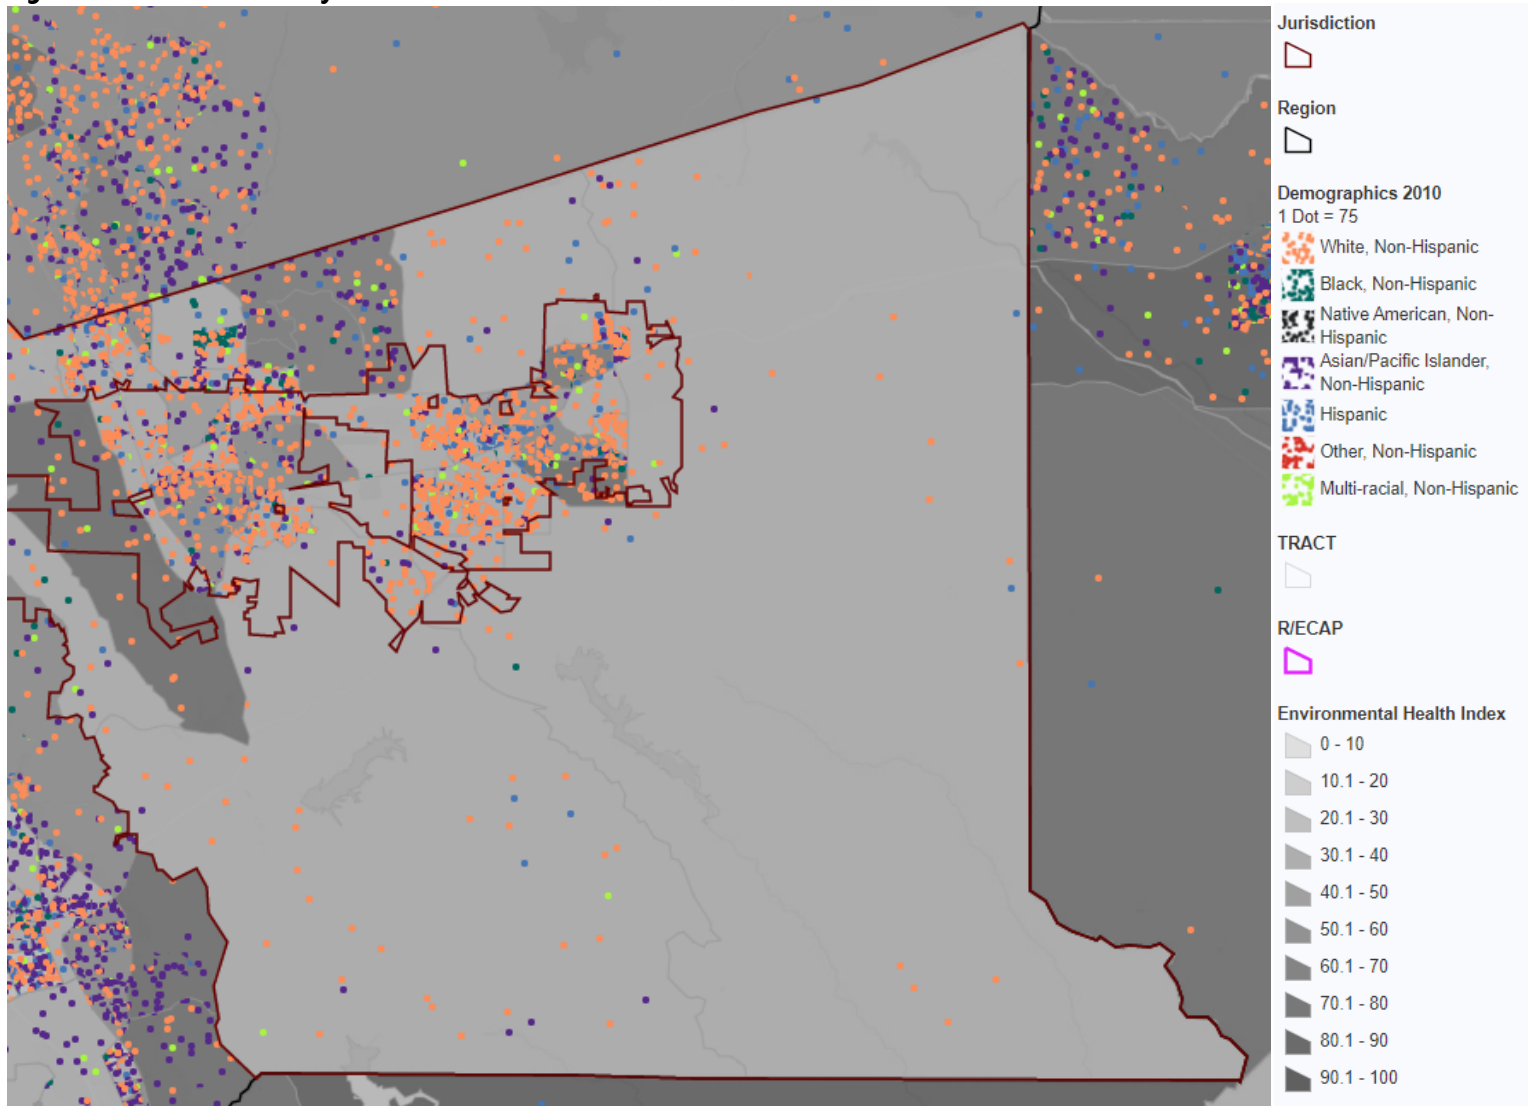 Jurisdiction
Region
Demographics 2010
1 Dot = 75
White, Non-Hispanic
Black, Non-Hispanic
Native American, Non-
Hispanic
Asian/Pacific Islander,
Non-Hispanic
Hispanic
Other, Non-Hispanic
Multi-racial, Non-Hispanic
TRACT
R/ECAP
Environmental Health Index
0 - 10
10.1 - 20
20.1 - 30
30.1 - 40
40.1 - 50
50.1 - 60
60.1 - 70
70.1 - 80
80.1 - 90
90.1 - 100